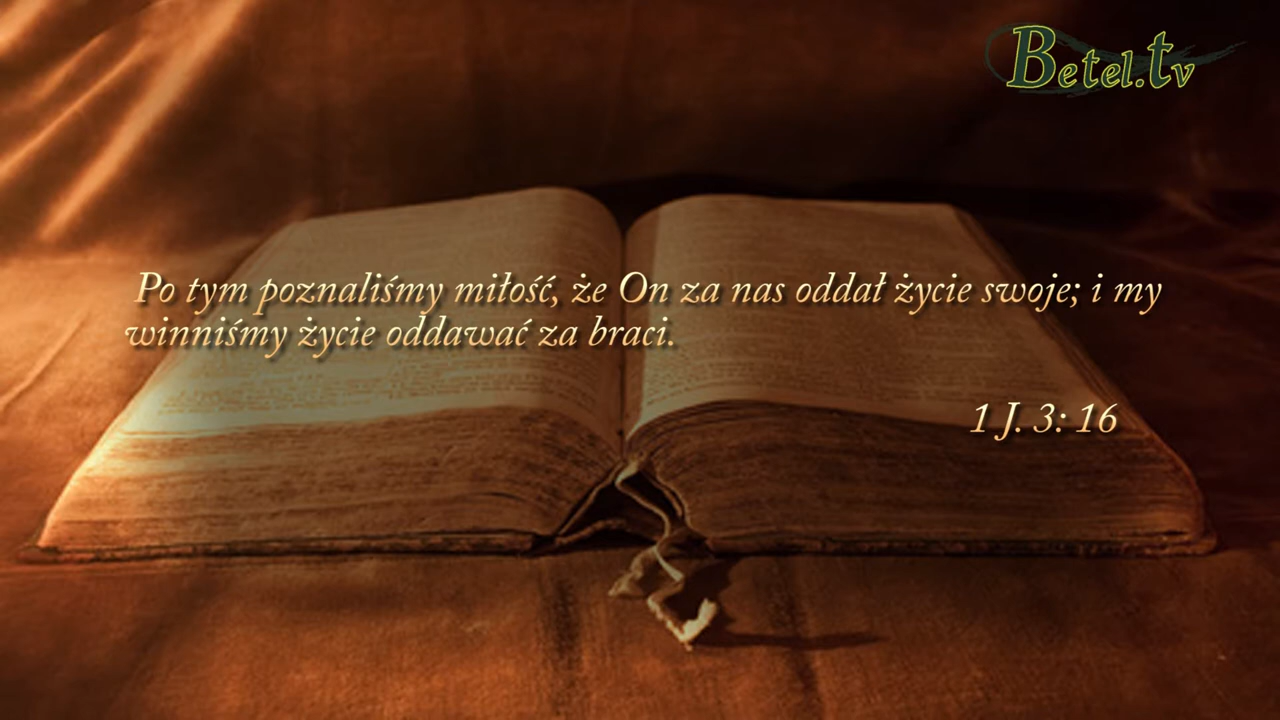 Betel.tv
Po tym poznaliśmy miłość, że On za nas oddał życie swoje; i my
winniśmy życie oddawać za braci.
1 J. 3: 16